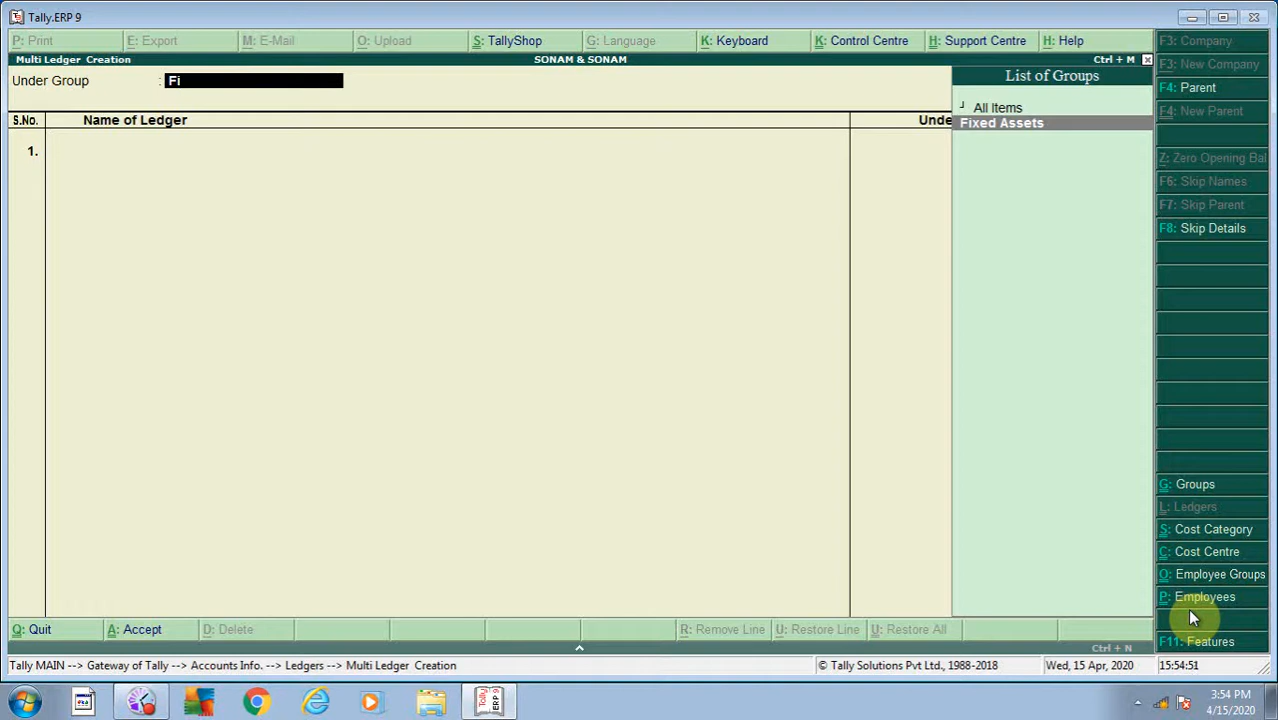 Tally.ERP 9
P: Print
E: Export
M: E-Mail
O: Upload
S: TallyShop
G: Language
K: Keyboard
K: Control Centre
H: Support Centre
H: Help
F3: Company
Multi Ledger Creation
SONAM & SONAM
Ctrl + M
F3: New Company
Under Group : Fi
List of Groups
F4: Parent
All Items
F4: New Parent
S.No.
Name of Ledger
Unde
Fixed Assets
1.
Z: Zero Opening Bal
F6: Skip Names
F7: Skip Parent
F8: Skip Details
G: Groups
L: Ledgers
S: Cost Category
C: Cost Centre
O: Employee Groups
P: Employees
F11: Features
Q: Quit
A: Accept
D: Delete
R: Remove Line
U: Restore Line
U: Restore All
Ctrl + N
Tally MAIN --> Gateway of Tally --> Accounts Info. --> Ledgers --> Multi Ledger Creation
© Tally Solutions Pvt Ltd., 1988-2018
Wed, 15 Apr, 2020
15:54:51
Tally
ERP 9
3:54 PM
4/15/2020